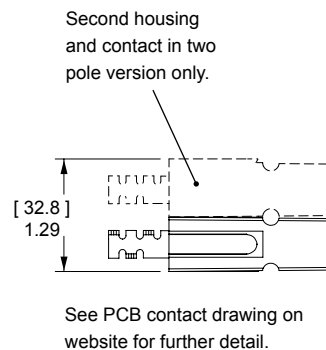 Second housing
and contact in two
pole version only.
[ 32.8 ]
1.29
See PCB contact drawing on
website for further detail.